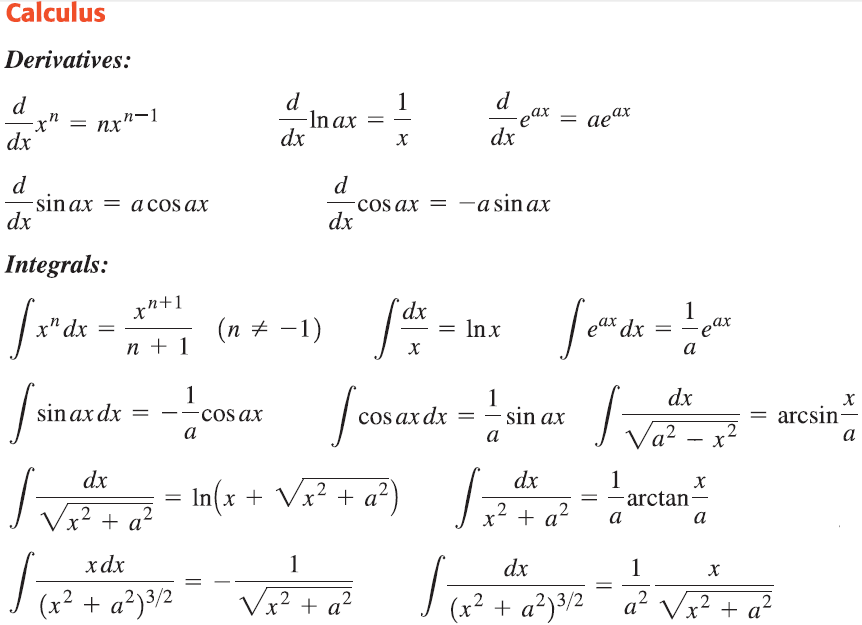 Calculus
Derivatives:
d/dx xⁿ = nxⁿ⁻¹    d/dx ln ax = 1/x    d/dx e^{ax} = ae^{ax}
d/dx sin ax = a cos ax    d/dx cos ax = −a sin ax
Integrals:
∫ xⁿ dx = x^{n+1}/(n + 1)  (n ≠ −1)    ∫ dx/x = ln x    ∫ e^{ax} dx = (1/a) e^{ax}
∫ sin ax dx = −(1/a) cos ax    ∫ cos ax dx = (1/a) sin ax    ∫ dx/√(a² − x²) = arcsin x/a
∫ dx/√(x² + a²) = ln(x + √(x² + a²))    ∫ dx/(x² + a²) = (1/a) arctan x/a
∫ x dx/(x² + a²)^{3/2} = −1/√(x² + a²)    ∫ dx/(x² + a²)^{3/2} = (1/a²) x/√(x² + a²)